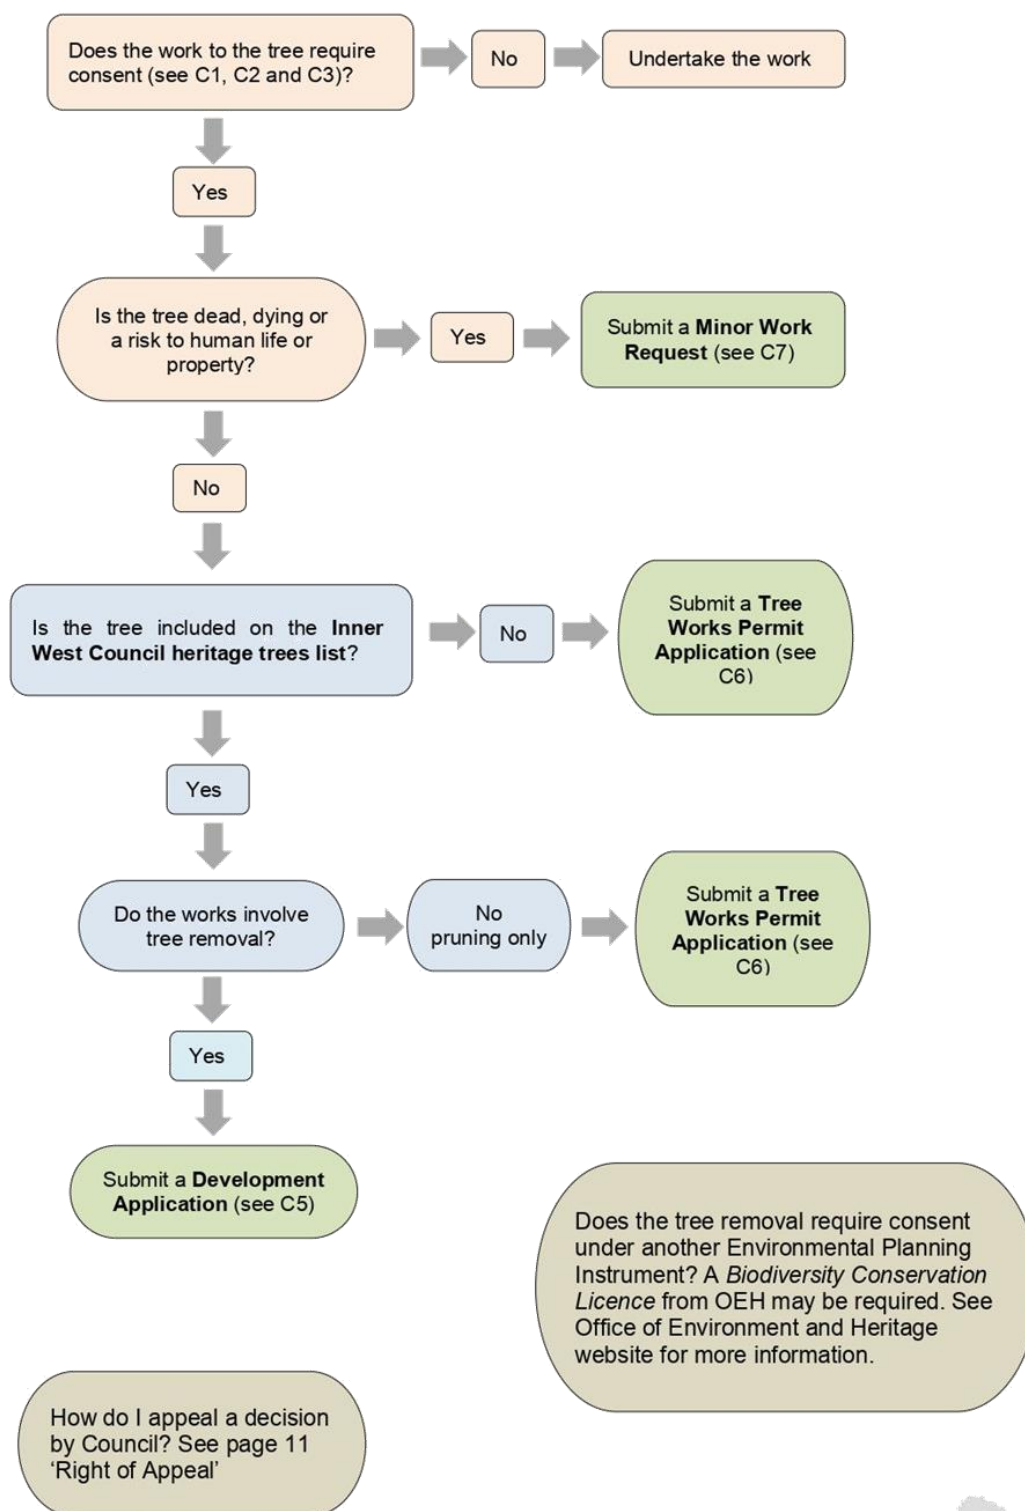 Does the work to the tree require
consent (see C1, C2 and C3)?
No
Undertake the work
Yes
Is the tree dead, dying or
a risk to human life or
property?
Yes
Submit a Minor Work
Request (see C7)
No
Is the tree included on the Inner
West Council heritage trees list?
No
Submit a Tree
Works Permit
Application (see
C6)
Yes
Do the works involve
tree removal?
No
pruning only
Submit a Tree
Works Permit
Application (see
C6)
Yes
Submit a Development
Application (see C5)
Does the tree removal require consent
under another Environmental Planning
Instrument? A Biodiversity Conservation
Licence from OEH may be required. See
Office of Environment and Heritage
website for more information.
How do I appeal a decision
by Council? See page 11
‘Right of Appeal’